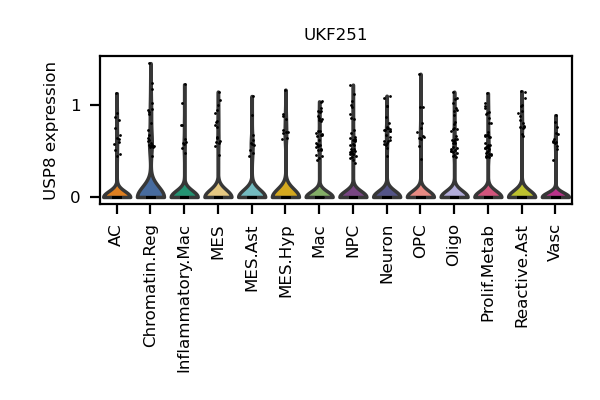 UKF251
USP8 expression
1
0
AC
Chromatin.Reg
Inflammatory.Mac
MES
MES.Ast
MES.Hyp
Mac
NPC
Neuron
OPC
Oligo
Prolif.Metab
Reactive.Ast
Vasc